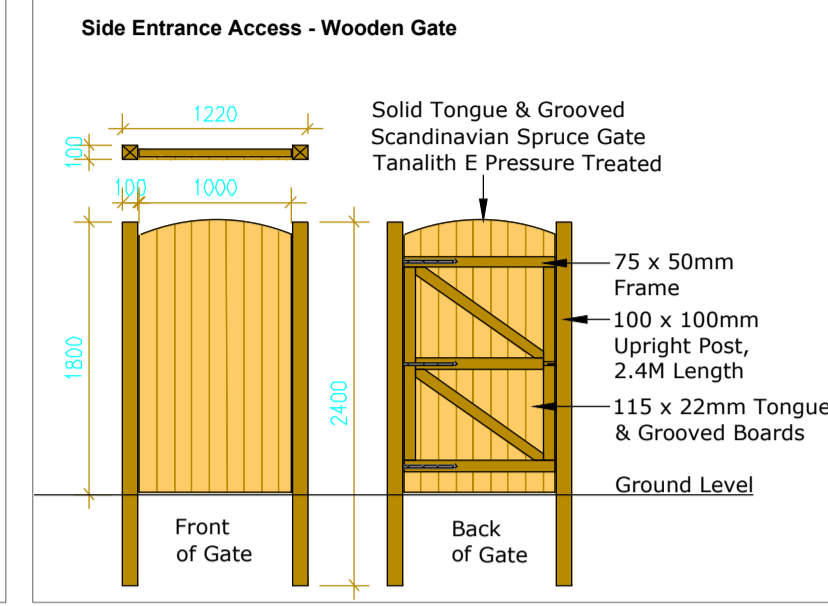 Side Entrance Access - Wooden Gate
1220
100
100
1000
1800
2400
Solid Tongue & Grooved
Scandinavian Spruce Gate
Tanalith E Pressure Treated
75 x 50mm
Frame
100 x 100mm
Upright Post,
2.4M Length
115 x 22mm Tongue
& Grooved Boards
Ground Level
Front
of Gate
Back
of Gate